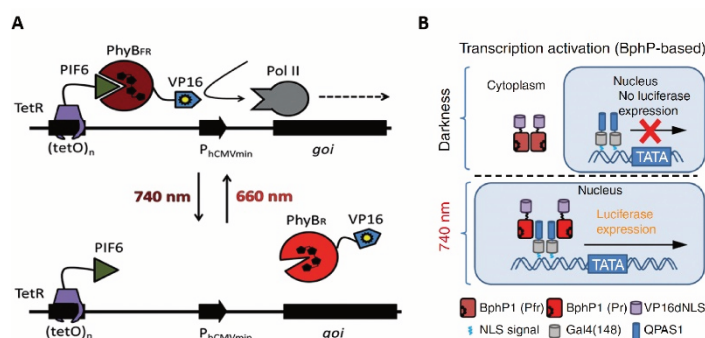 A
PhyBFR
PIF6
VP16
Pol II
TetR
(tetO)n
PhCMVmin
goi
740 nm
660 nm
PhyBR
VP16
PIF6
TetR
(tetO)n
PhCMVmin
goi
B
Transcription activation (BphP-based)
Darkness
Cytoplasm
Nucleus
No luciferase
expression
TATA
740 nm
Nucleus
Luciferase
expression
TATA
BphP1 (Pfr)
BphP1 (Pr)
VP16dNLS
NLS signal
Gal4(148)
QPAS1